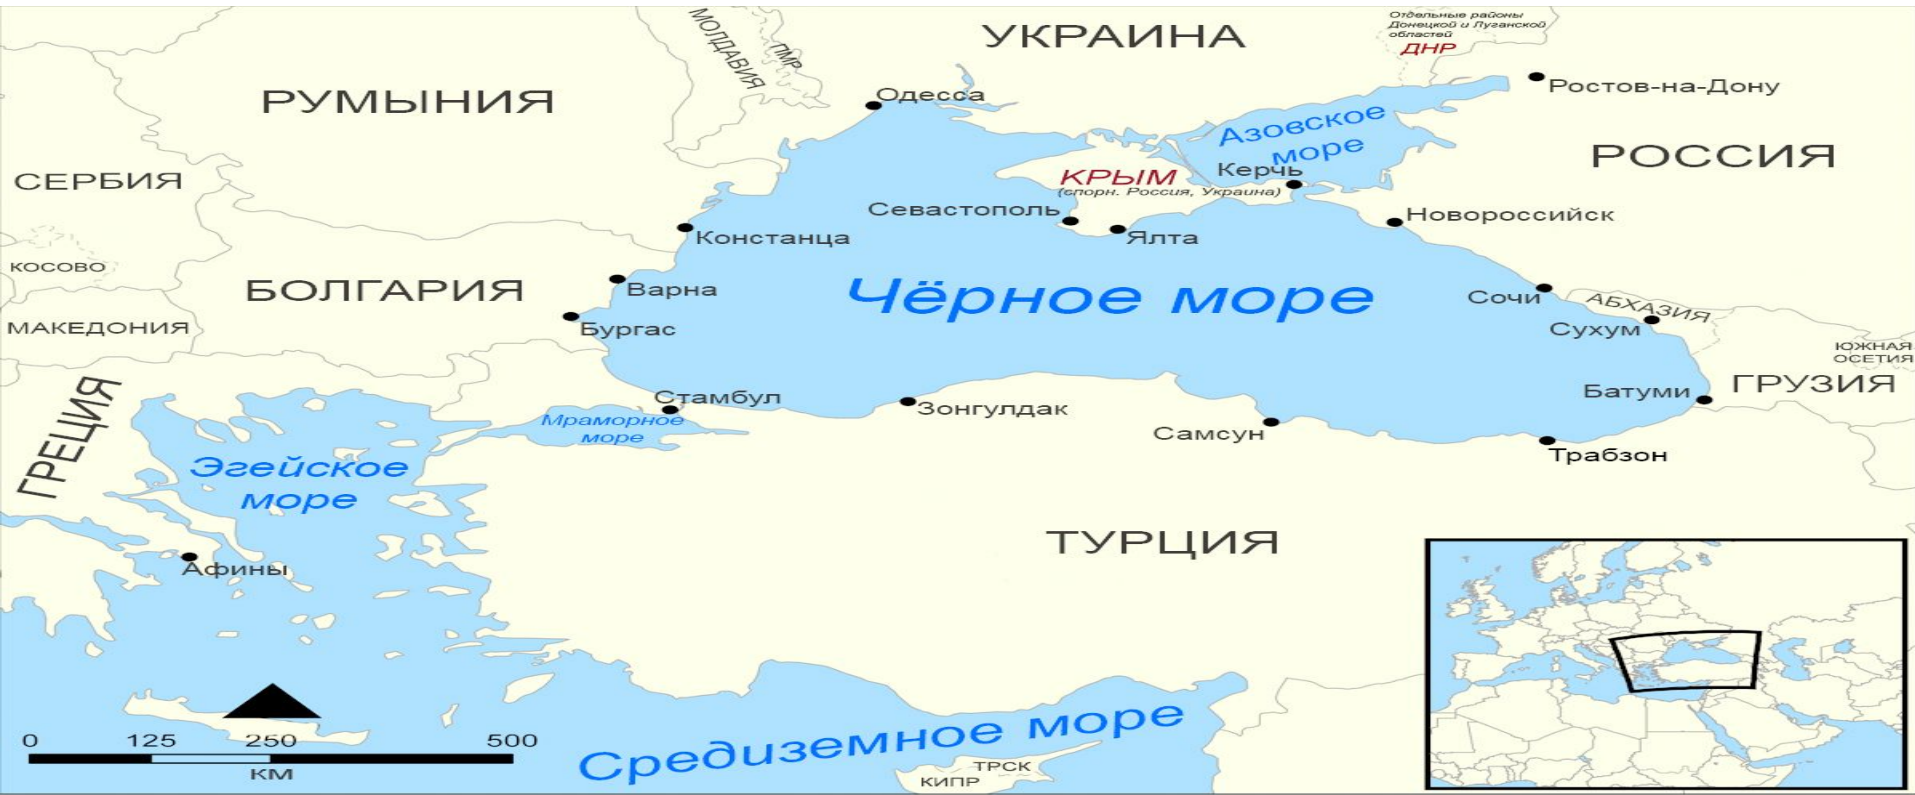 МОЛДАВИЯ
ПМР
УКРАИНА
Отдельные районы
Донецкой и Луганской
областей
ДНР
Ростов-на-Дону
РУМЫНИЯ
Одесса
Азовское
море
РОССИЯ
СЕРБИЯ
КРЫМ
(спорн. Россия, Украина)
Керчь
Севастополь
Ялта
Новороссийск
Констанца
КОСОВО
БОЛГАРИЯ
Варна
Чёрное море
Сочи
АБХАЗИЯ
Сухум
МАКЕДОНИЯ
Бургас
ЮЖНАЯ
ОСЕТИЯ
ГРУЗИЯ
Батуми
ГРЕЦИЯ
Стамбул
Мраморное
море
Зонгулдак
Самсун
Трабзон
Эгейское
море
ТУРЦИЯ
Афины
Средиземное море
ТРСК
КИПР
0 125 250 500
КМ